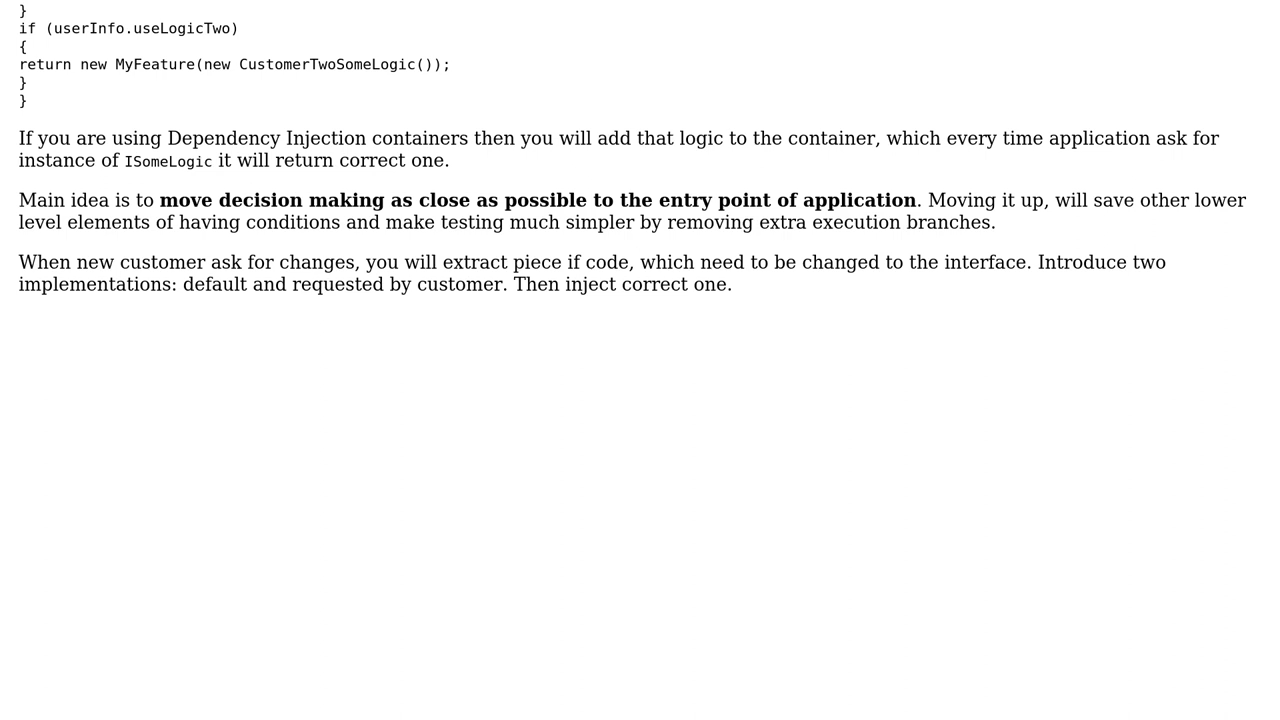 }
if (userInfo.useLogicTwo)
{
return new MyFeature(new CustomerTwoSomeLogic());
}
}
If you are using Dependency Injection containers then you will add that logic to the container, which every time application ask for
instance of ISomeLogic it will return correct one.
Main idea is to move decision making as close as possible to the entry point of application. Moving it up, will save other lower
level elements of having conditions and make testing much simpler by removing extra execution branches.
When new customer ask for changes, you will extract piece if code, which need to be changed to the interface. Introduce two
implementations: default and requested by customer. Then inject correct one.